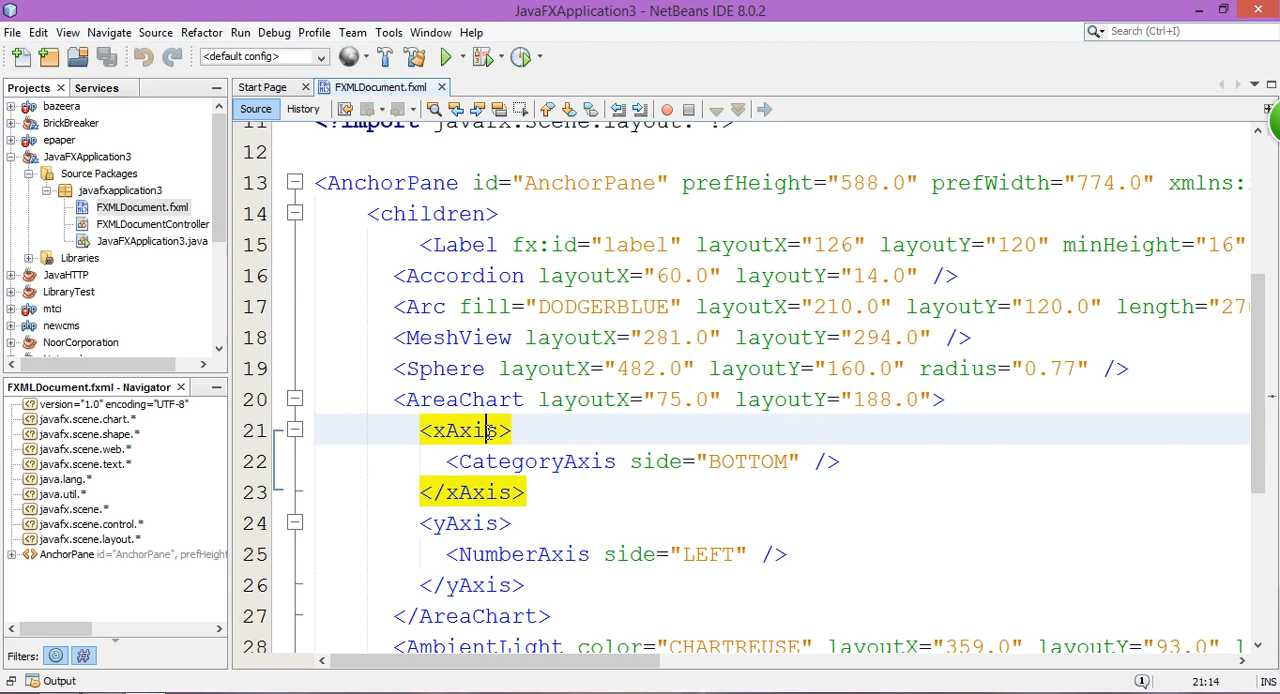 JavaFXApplication3 - NetBeans IDE 8.0.2
File Edit View Navigate Source Refactor Run Debug Profile Team Tools Window Help
Search (Ctrl+I)
<default config>
Projects
Services
bazeera
BrickBreaker
epaper
JavaFXApplication3
Source Packages
javafxapplication3
FXMLDocument.fxml
FXMLDocumentController
JavaFXApplication3.java
Libraries
JavaHTTP
LibraryTest
mtci
newcms
NoorCorporation
FXMLDocument.fxml - Navigator
version="1.0" encoding="UTF-8"
javafx.scene.chart.*
javafx.scene.shape.*
javafx.scene.web.*
javafx.scene.text.*
java.lang.*
java.util.*
javafx.scene.*
javafx.scene.control.*
javafx.scene.layout.*
AnchorPane id="AnchorPane", prefHeight
Filters:
Output
Start Page
FXMLDocument.fxml
Source
History
11 <?import javafx.scene.layout.*?>
12
13 <AnchorPane id="AnchorPane" prefHeight="588.0" prefWidth="774.0" xmlns:
14 <children>
15 <Label fx:id="label" layoutX="126" layoutY="120" minHeight="16"
16 <Accordion layoutX="60.0" layoutY="14.0" />
17 <Arc fill="DODGERBLUE" layoutX="210.0" layoutY="120.0" length="270
18 <MeshView layoutX="281.0" layoutY="294.0" />
19 <Sphere layoutX="482.0" layoutY="160.0" radius="0.77" />
20 <AreaChart layoutX="75.0" layoutY="188.0">
21 <xAxis>
22 <CategoryAxis side="BOTTOM" />
23 </xAxis>
24 <yAxis>
25 <NumberAxis side="LEFT" />
26 </yAxis>
27 </AreaChart>
28 <AmbientLight color="CHARTREUSE" layoutX="359.0" layoutY="93.0" l
21:14
INS